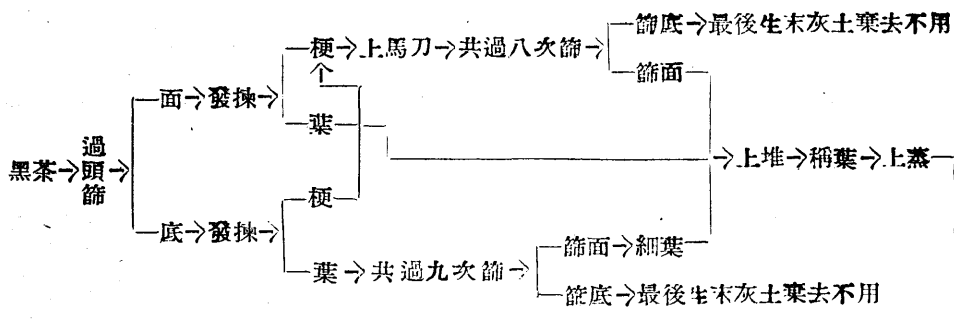 篩底→最後生末灰土棄去不用
梗→上馬刀→共過八次篩→
篩面
面→發揀→
葉
黑茶→過頭篩→
上堆→稱葉→上蒸
梗
底→發揀→
篩面→細葉
葉→共過九次篩→
篩底→最後生末灰土棄去不用